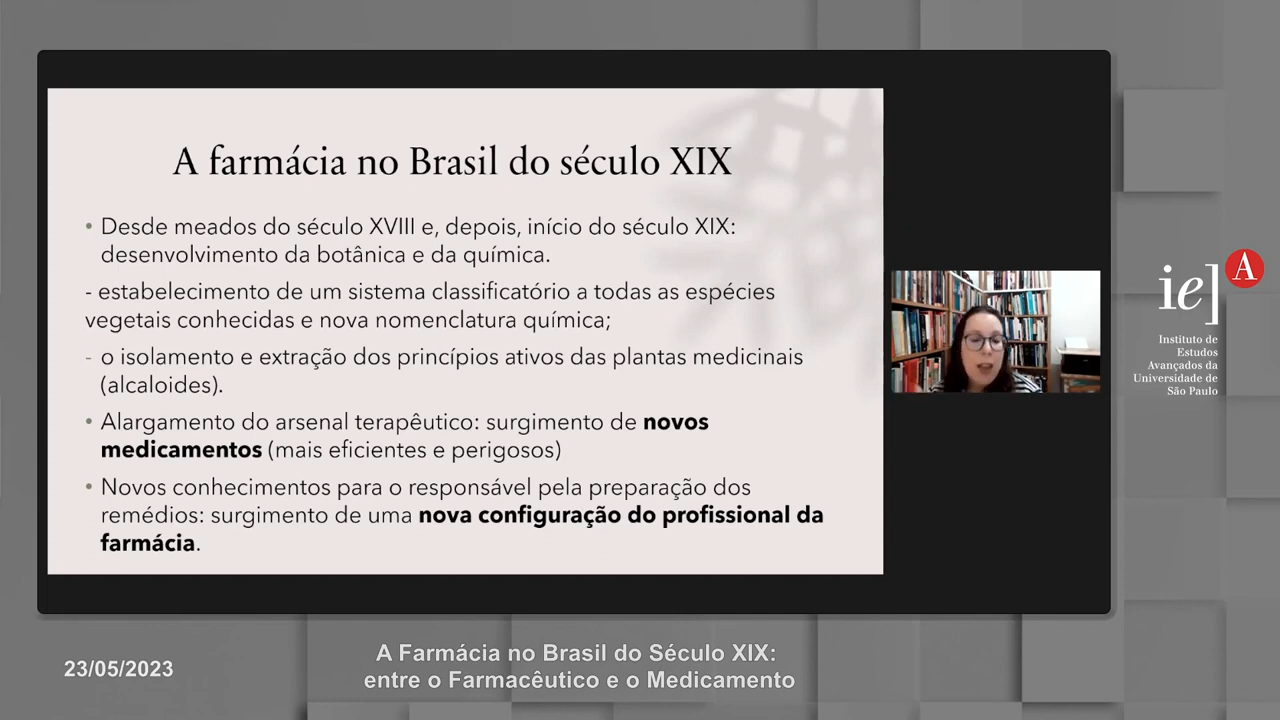 A farmácia no Brasil do século XIX
• Desde meados do século XVIII e, depois, início do século XIX:
desenvolvimento da botânica e da química.
- estabelecimento de um sistema classificatório a todas as espécies
vegetais conhecidas e nova nomenclatura química;
- o isolamento e extração dos princípios ativos das plantas medicinais
(alcaloides).
• Alargamento do arsenal terapêutico: surgimento de novos
medicamentos (mais eficientes e perigosos)
• Novos conhecimentos para o responsável pela preparação dos
remédios: surgimento de uma nova configuração do profissional da
farmácia.
ie] A
Instituto de
Estudos
Avançados da
Universidade de
São Paulo
23/05/2023
A Farmácia no Brasil do Século XIX:
entre o Farmacêutico e o Medicamento